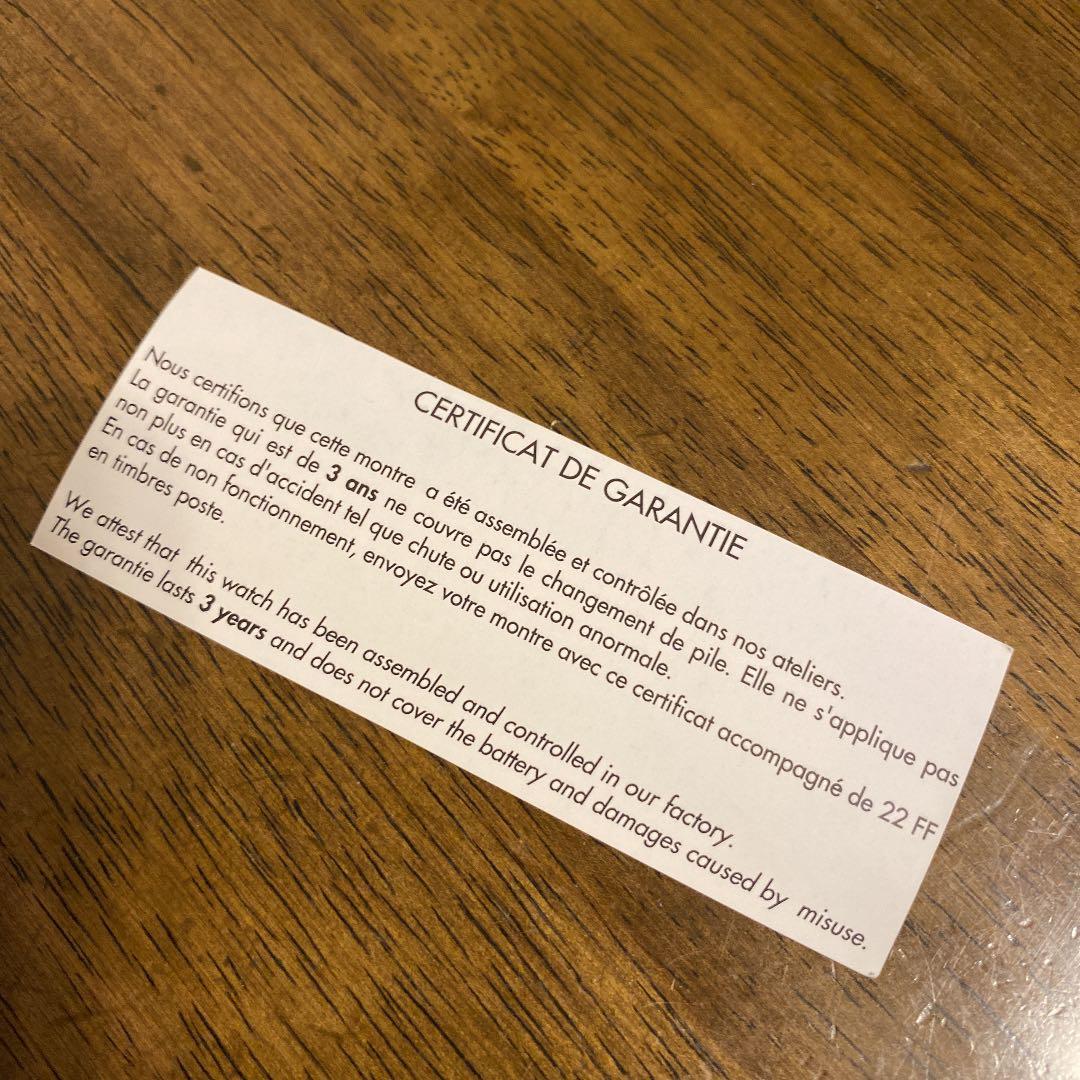 CERTIFICAT DE GARANTIE
Nous certifions que cette montre a été assemblée et contrôlée dans nos ateliers.
La garantie qui est de 3 ans ne couvre pas le changement de pile. Elle ne s'applique pas
non plus en cas d'accident tel que chute ou utilisation anormale.
En cas de non fonctionnement, envoyez votre montre avec ce certificat accompagné de 22 FF
en timbres poste.
We attest that this watch has been assembled and controlled in our factory.
The garantie lasts 3 years and does not cover the battery and damages caused by misuse.